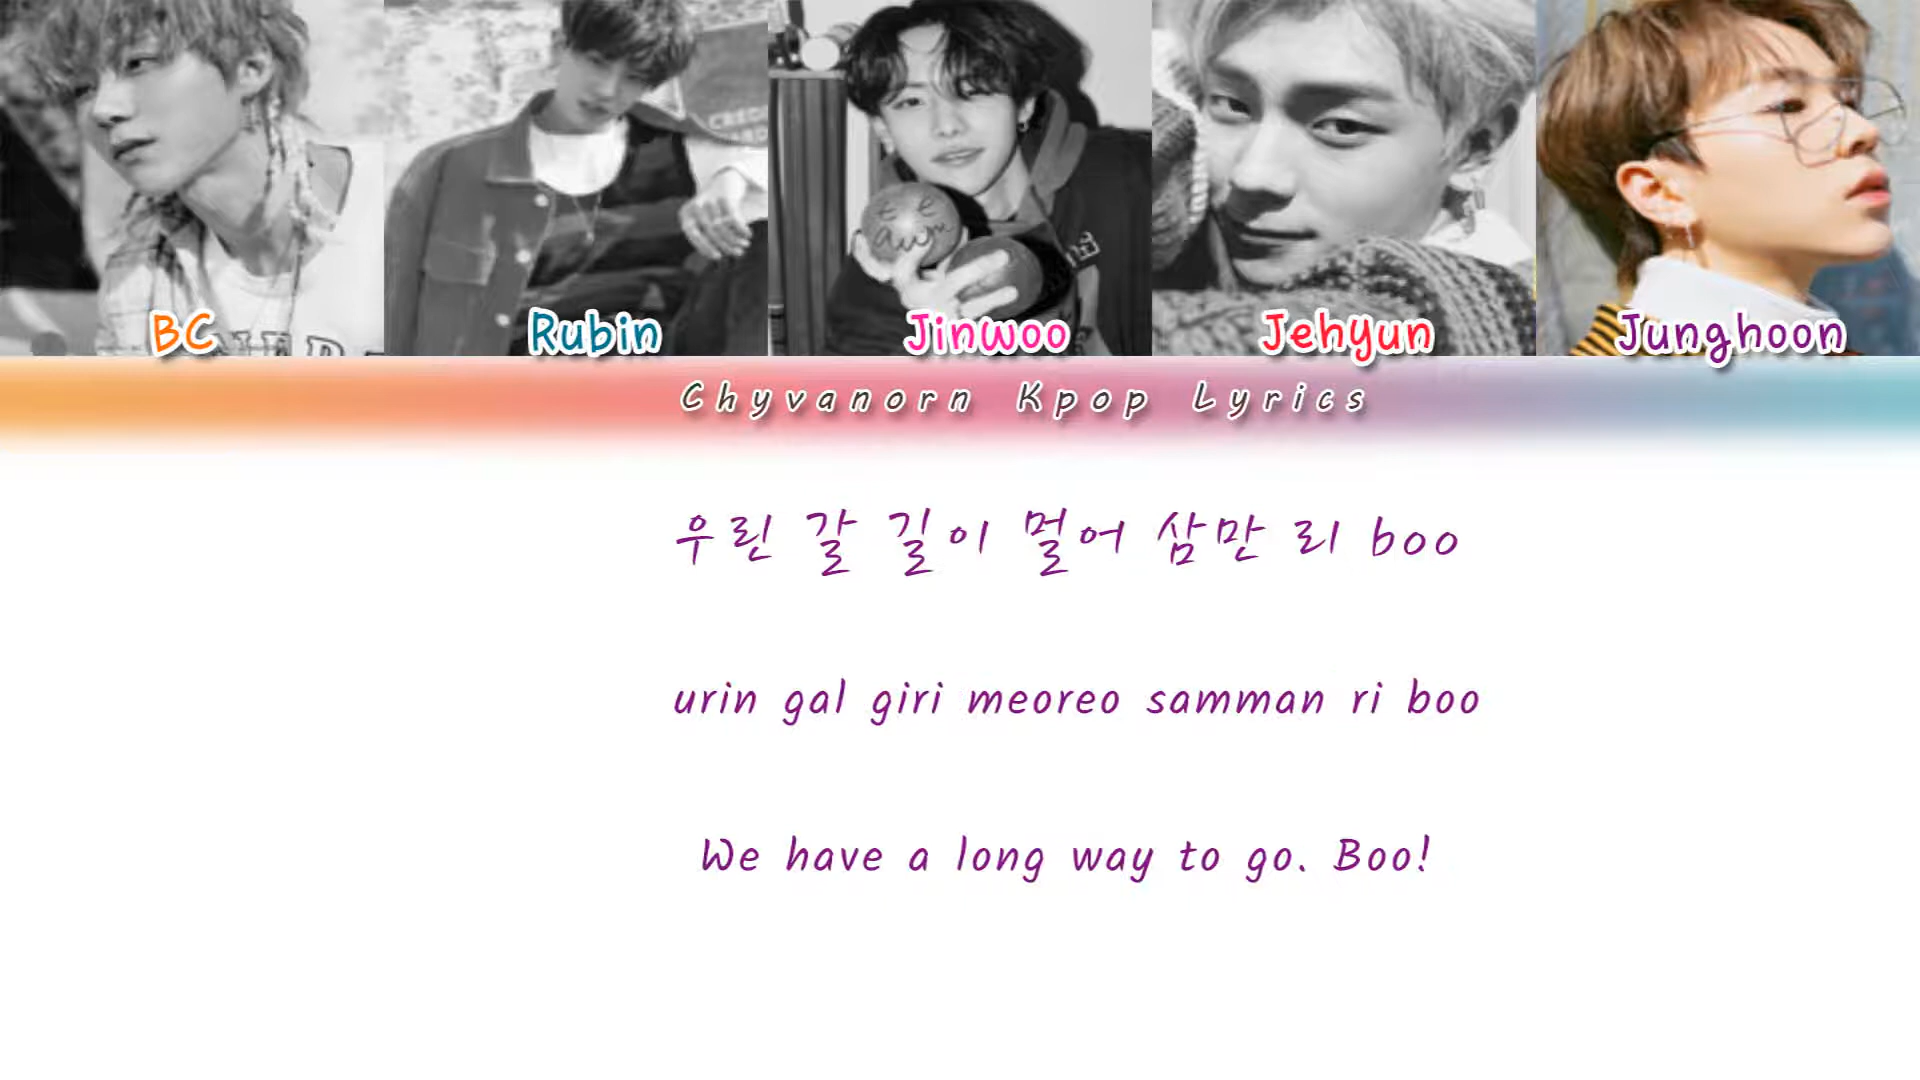 BC Rubin Jinwoo Jehyun Junghoon
Chyvanorn Kpop Lyrics
우린 갈 길이 멀어 삼만 리 boo
urin gal giri meoreo samman ri boo
We have a long way to go. Boo!